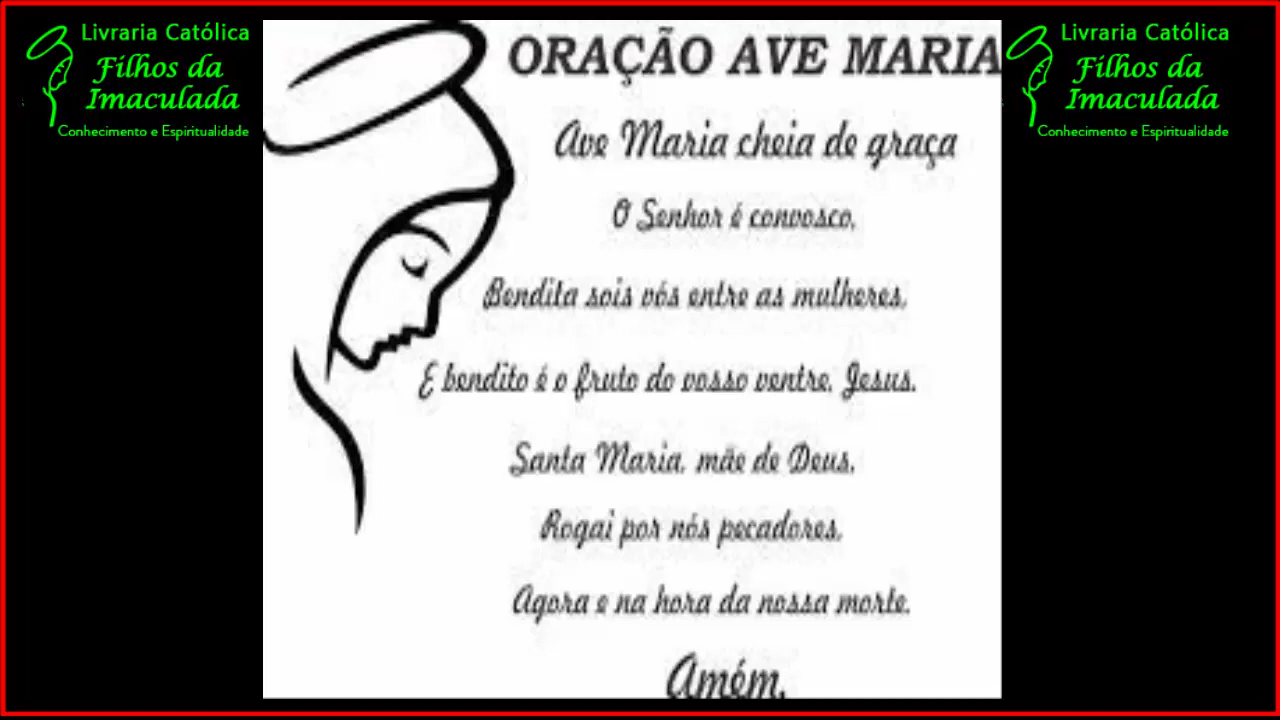 Livraria Católica
Filhos da
Imaculada
Conhecimento e Espiritualidade
ORAÇÃO AVE MARIA
Ave Maria cheia de graça
O Senhor é convosco,
Bendita sois vós entre as mulheres,
E bendito é o fruto do vosso ventre, Jesus.
Santa Maria, mãe de Deus,
Rogai por nós pecadores,
Agora e na hora da nossa morte.
Amém.
Livraria Católica
Filhos da
Imaculada
Conhecimento e Espiritualidade